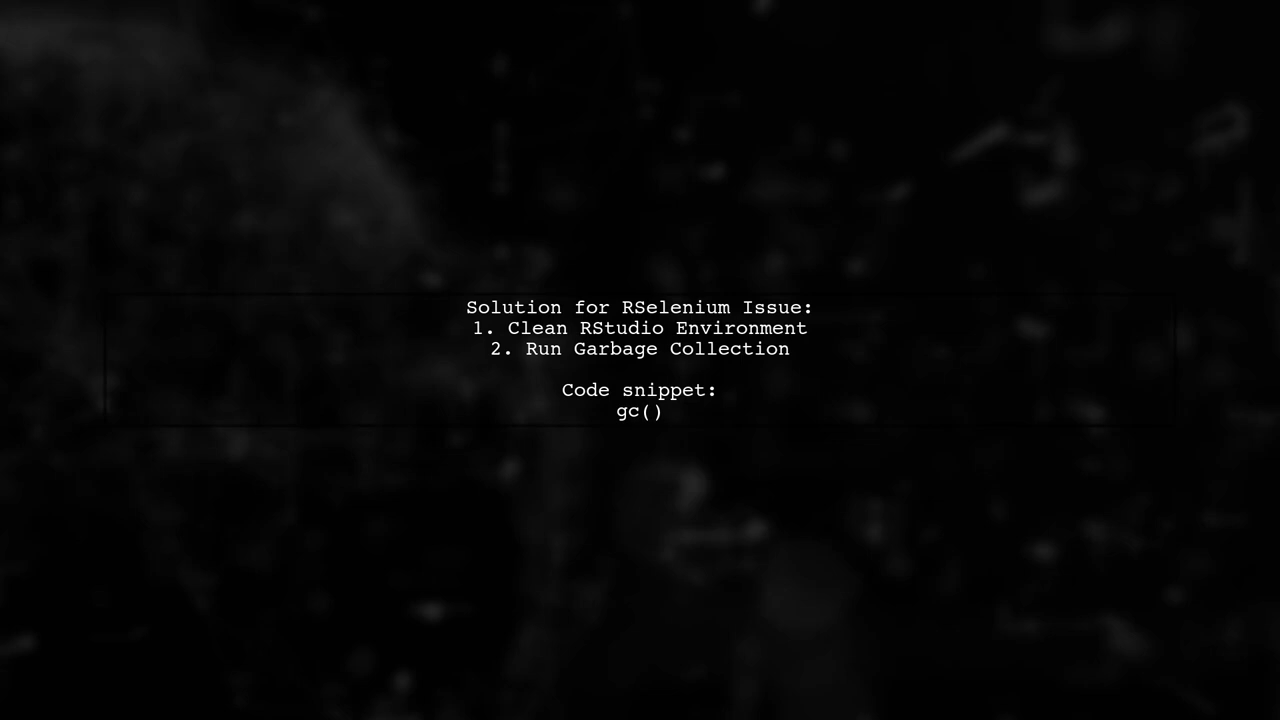 Solution for RSelenium Issue:
1. Clean RStudio Environment
2. Run Garbage Collection
Code snippet:
gc()